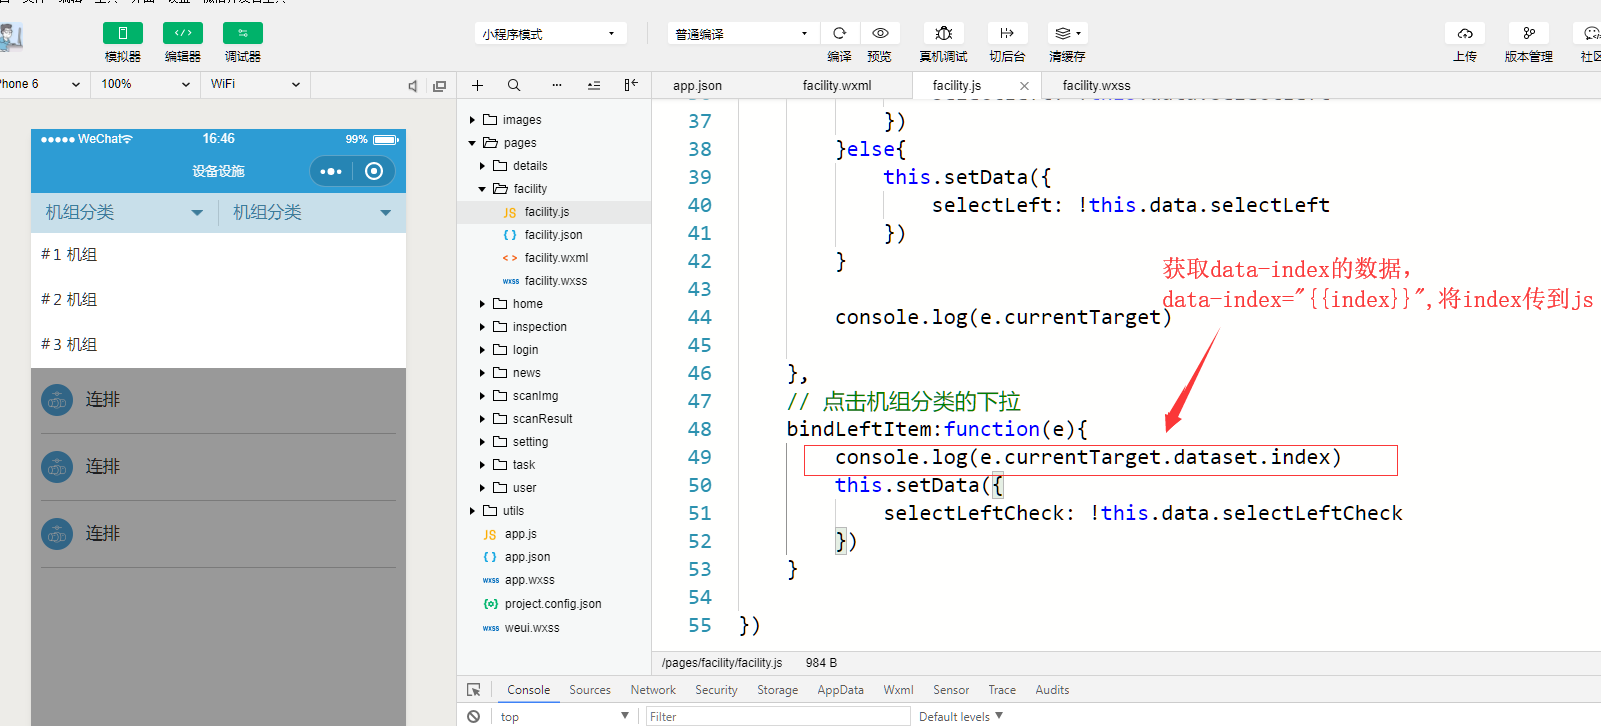 模拟器
编辑器
调试器
小程序模式
普通编译
编译
预览
真机调试
切后台
清缓存
上传
版本管理
社区
hone 6
100%
WiFi
app.json
facility.wxml
facility.js
facility.wxss
WeChat
16:46
99%
设备设施
机组分类
机组分类
#1 机组
#2 机组
#3 机组
连排
连排
连排
images
pages
details
facility
JS facility.js
{ } facility.json
< > facility.wxml
wxss facility.wxss
home
inspection
login
news
scanImg
scanResult
setting
task
user
utils
JS app.js
{ } app.json
wxss app.wxss
{o} project.config.json
wxss weui.wxss
37 })
38 }else{
39 this.setData({
40 selectLeft: !this.data.selectLeft
41 })
42 }
43
44 console.log(e.currentTarget)
45
46 },
47 // 点击机组分类的下拉
48 bindLeftItem:function(e){
49 console.log(e.currentTarget.dataset.index)
50 this.setData({
51 selectLeftCheck: !this.data.selectLeftCheck
52 })
53 }
54
55 })
获取data-index的数据，
data-index="{{index}}",将index传到js
/pages/facility/facility.js 984 B
Console Sources Network Security Storage AppData Wxml Sensor Trace Audits
top Filter Default levels